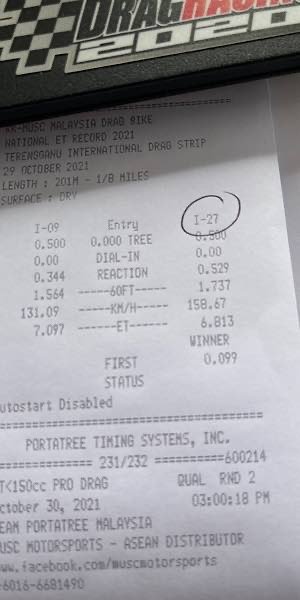 DRAG RACING
2020
MUSC MALAYSIA DRAG BIKE
NATIONAL ET RECORD 2021
TERENGGANU INTERNATIONAL DRAG STRIP
29 OCTOBER 2021
LENGTH : 201M - 1/8 MILES
SURFACE : DRY
I-09 Entry I-27
0.500 0.000 TREE 0.500
0.00 DIAL-IN 0.00
0.344 REACTION 0.529
1.564 -----60FT----- 1.737
131.09 -----KM/H----- 158.67
7.097 ------ET------ 6.813
WINNER
FIRST 0.099
STATUS
utostart Disabled
PORTATREE TIMING SYSTEMS, INC.
============= 231/232 ==========600214
T<150cc PRO DRAG QUAL RND 2
ctober 30, 2021 03:00:18 PM
EAM PORTATREE MALAYSIA
USC MOTORSPORTS - ASEAN DISTRIBUTOR
ww.facebook.com/muscmotorsports
-6016-6681490